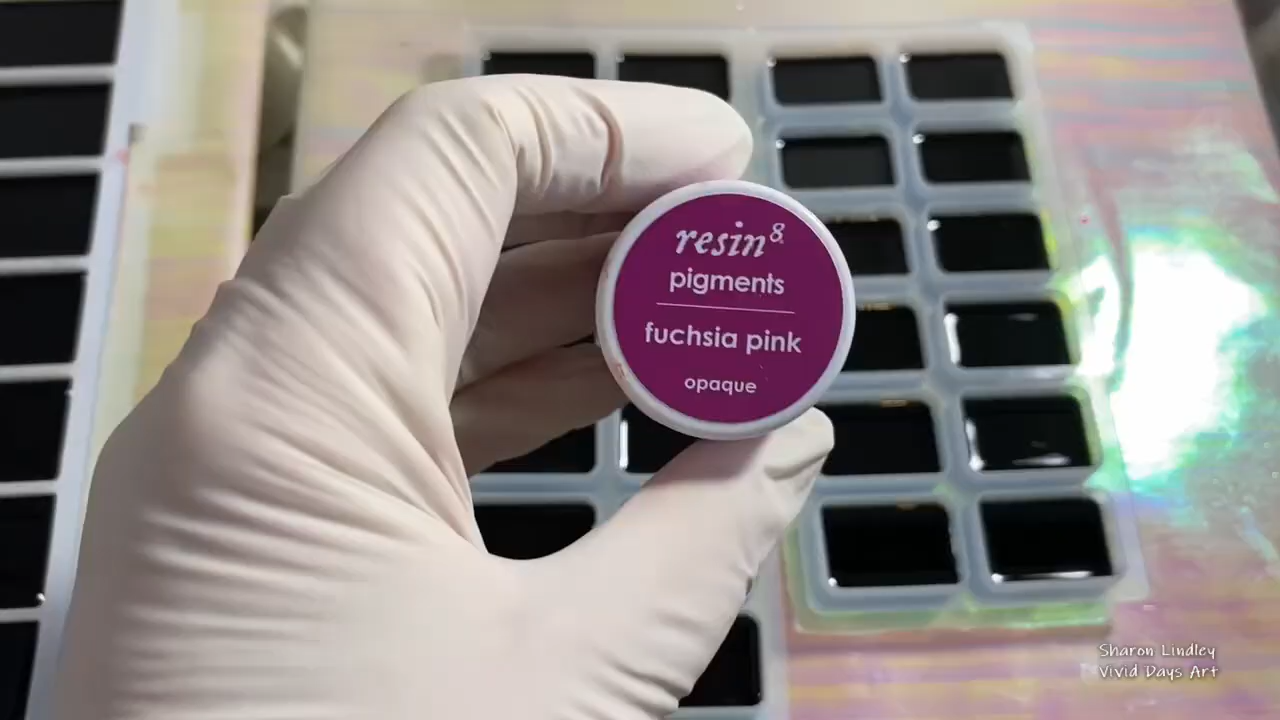 resin8
pigments
fuchsia pink
opaque
Sharon Lindley
Vivid Days Art